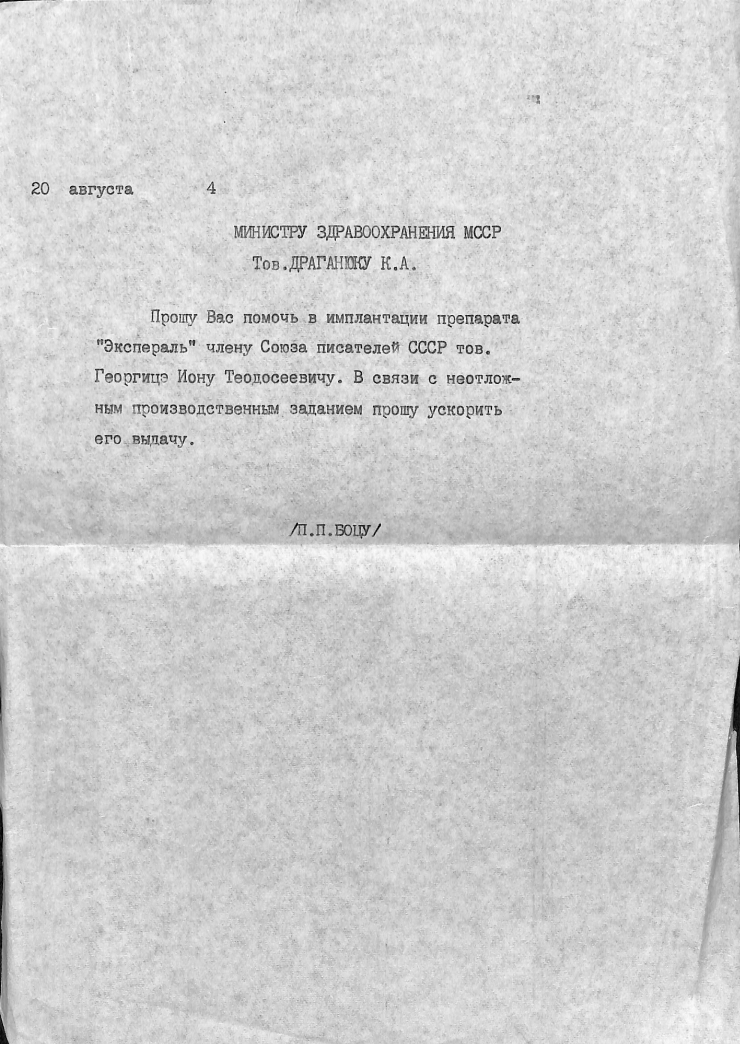 20 августа 4
МИНИСТРУ ЗДРАВООХРАНЕНИЯ МССР
Тов.ДРАГАНЮКУ К.А.
Прошу Вас помочь в имплантации препарата
"Экспераль" члену Союза писателей СССР тов.
Георгицэ Иону Теодосеевичу. В связи с неотлож-
ным производственным заданием прошу ускорить
его выдачу.
/П.П.БОЦУ/